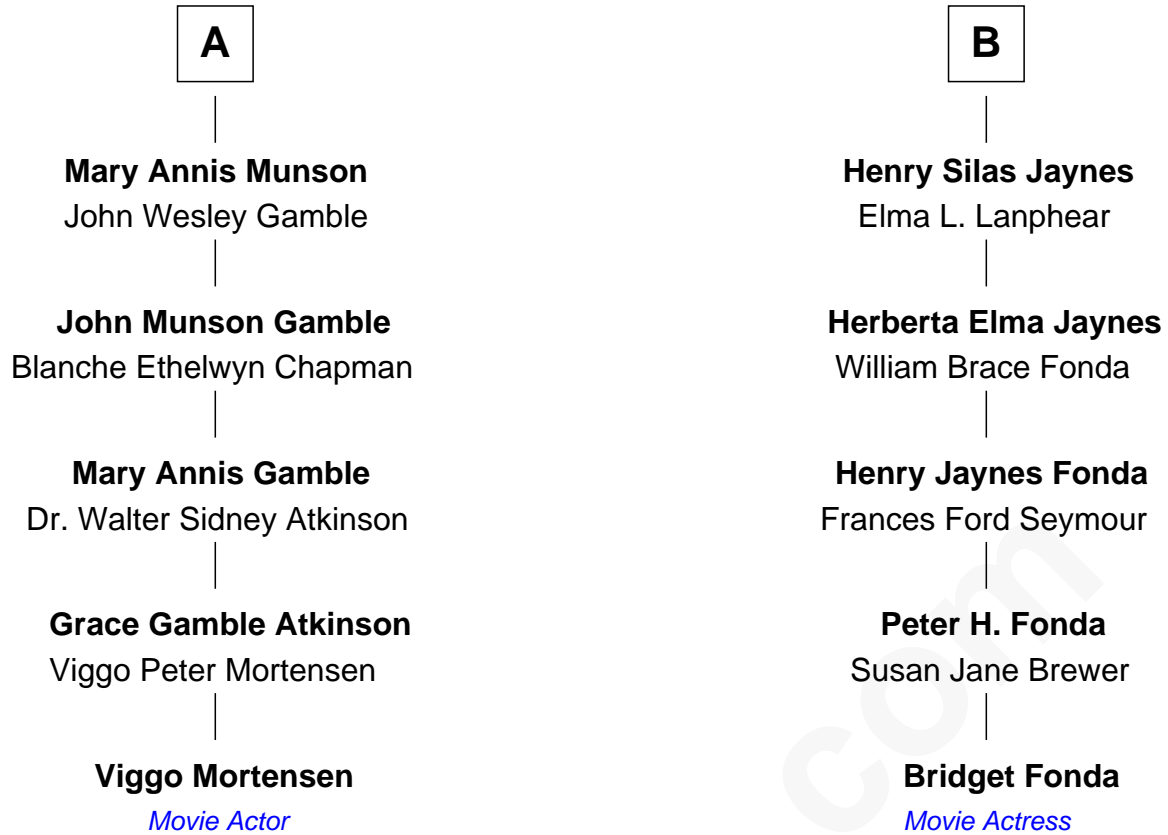 A
Mary Annis Munson
John Wesley Gamble
John Munson Gamble
Blanche Ethelwyn Chapman
Mary Annis Gamble
Dr. Walter Sidney Atkinson
Grace Gamble Atkinson
Viggo Peter Mortensen
Viggo Mortensen
Movie Actor
B
Henry Silas Jaynes
Elma L. Lanphear
Herberta Elma Jaynes
William Brace Fonda
Henry Jaynes Fonda
Frances Ford Seymour
Peter H. Fonda
Susan Jane Brewer
Bridget Fonda
Movie Actress
com